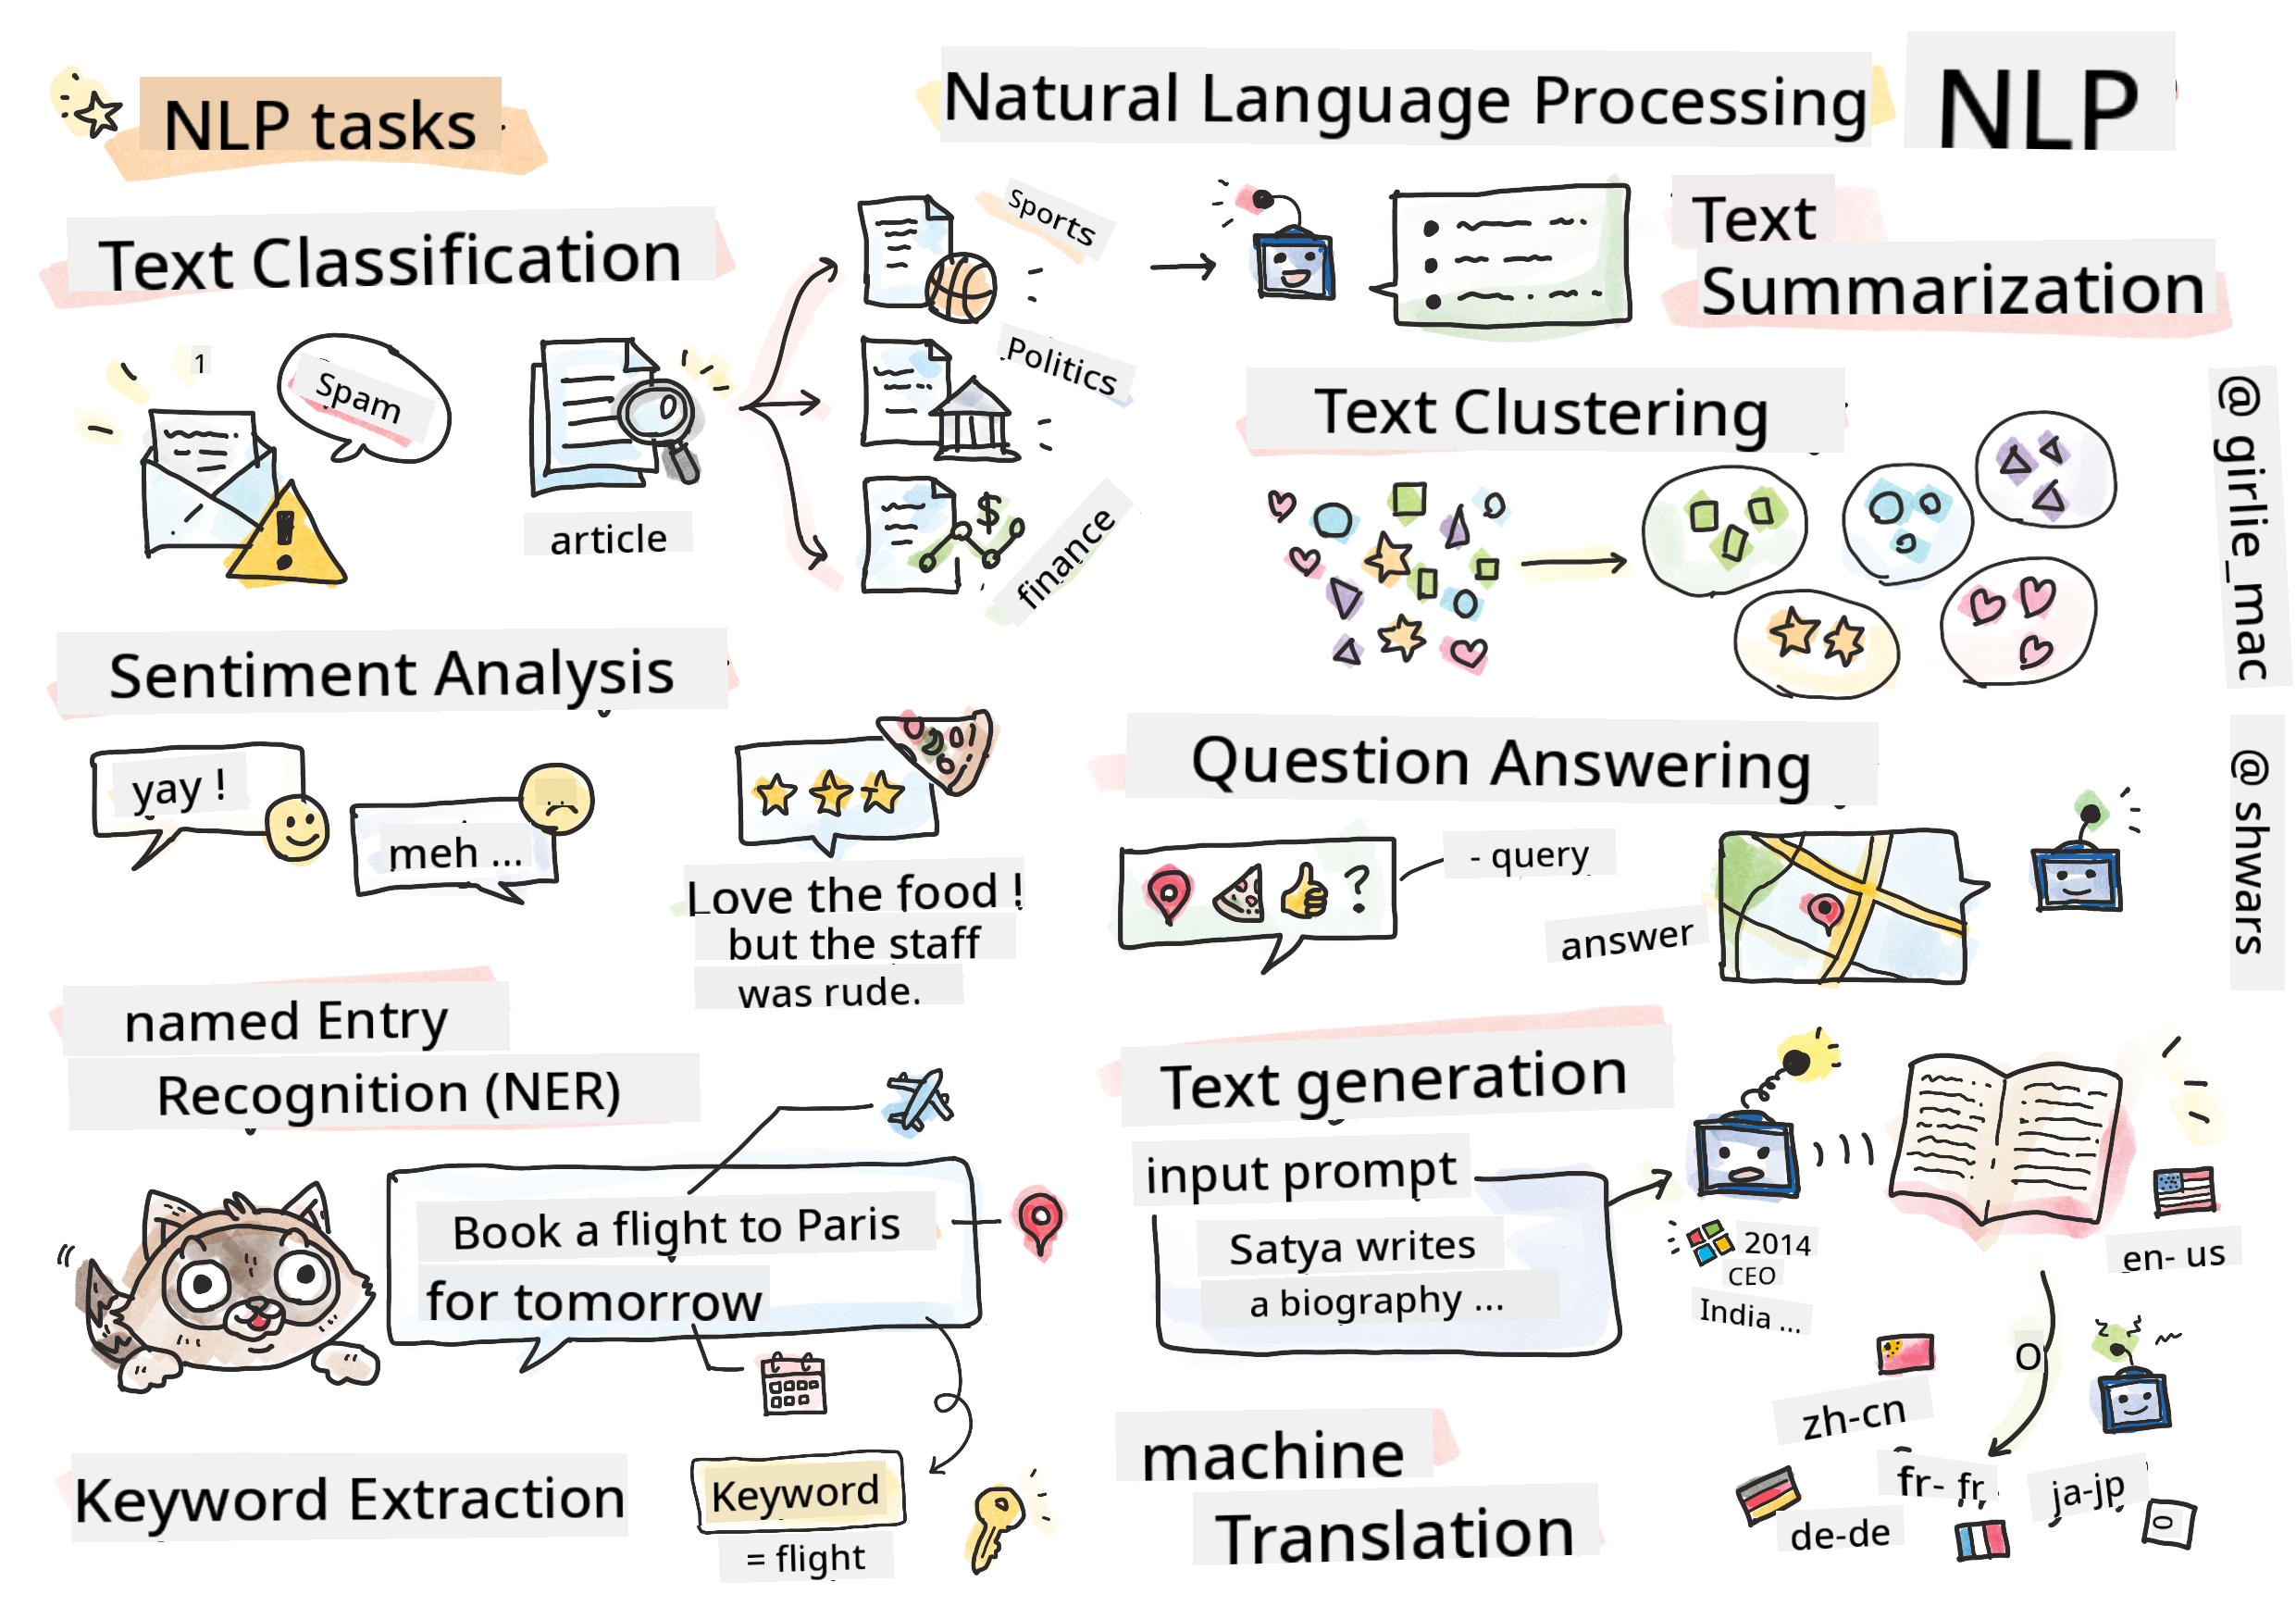 NLP tasks
Natural Language Processing
NLP
Text Classification
1
Spam
article
Sports
Politics
finance
$
Text
Summarization
Text Clustering
@ girlie_mac
@ shwars
Sentiment Analysis
yay !
meh ...
Love the food !
but the staff
was rude.
Question Answering
?
- query
answer
named Entry
Recognition (NER)
Book a flight to Paris
for tomorrow
Keyword Extraction
Keyword
= flight
Text generation
input prompt
Satya writes
a biography ...
2014
CEO
India ...
en- us
O
zh-cn
fr- fr
ja-jp
de-de
0
machine
Translation